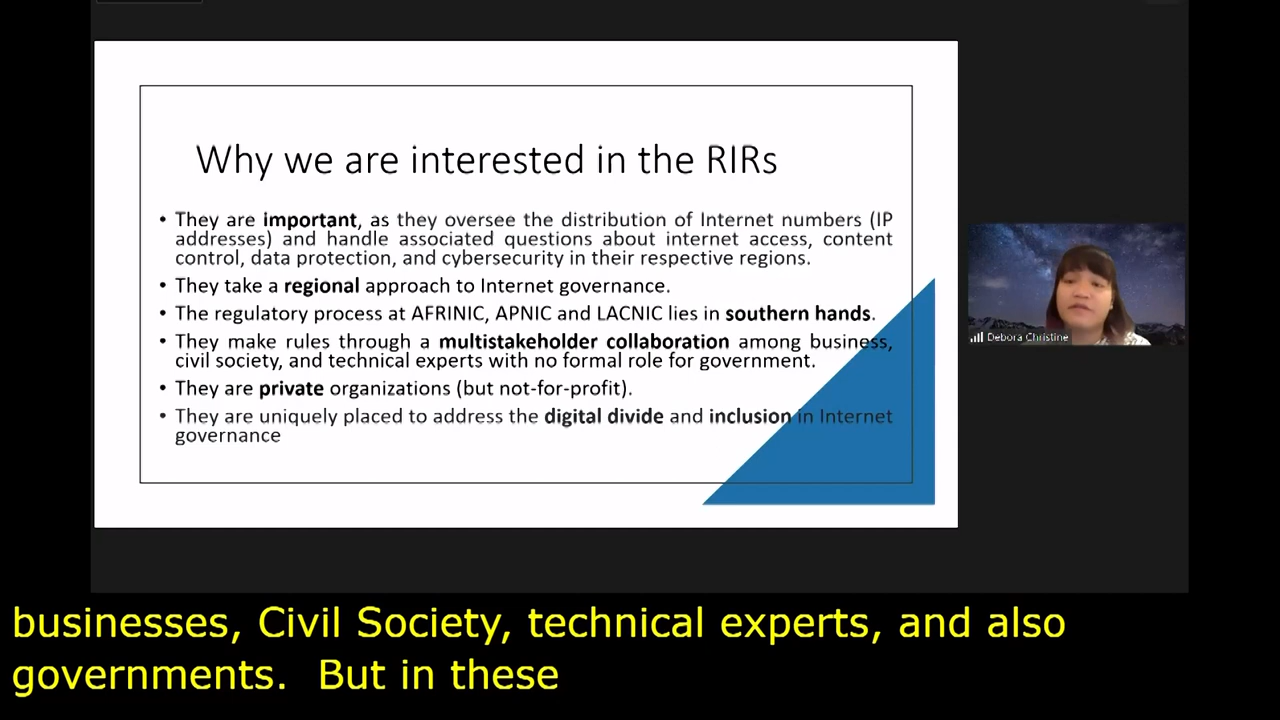 Why we are interested in the RIRs
• They are important, as they oversee the distribution of Internet numbers (IP
addresses) and handle associated questions about internet access, content
control, data protection, and cybersecurity in their respective regions.
• They take a regional approach to Internet governance.
• The regulatory process at AFRINIC, APNIC and LACNIC lies in southern hands.
• They make rules through a multistakeholder collaboration among business,
civil society, and technical experts with no formal role for government.
• They are private organizations (but not-for-profit).
• They are uniquely placed to address the digital divide and inclusion in Internet
governance
Debora Christine
businesses, Civil Society, technical experts, and also
governments.  But in these